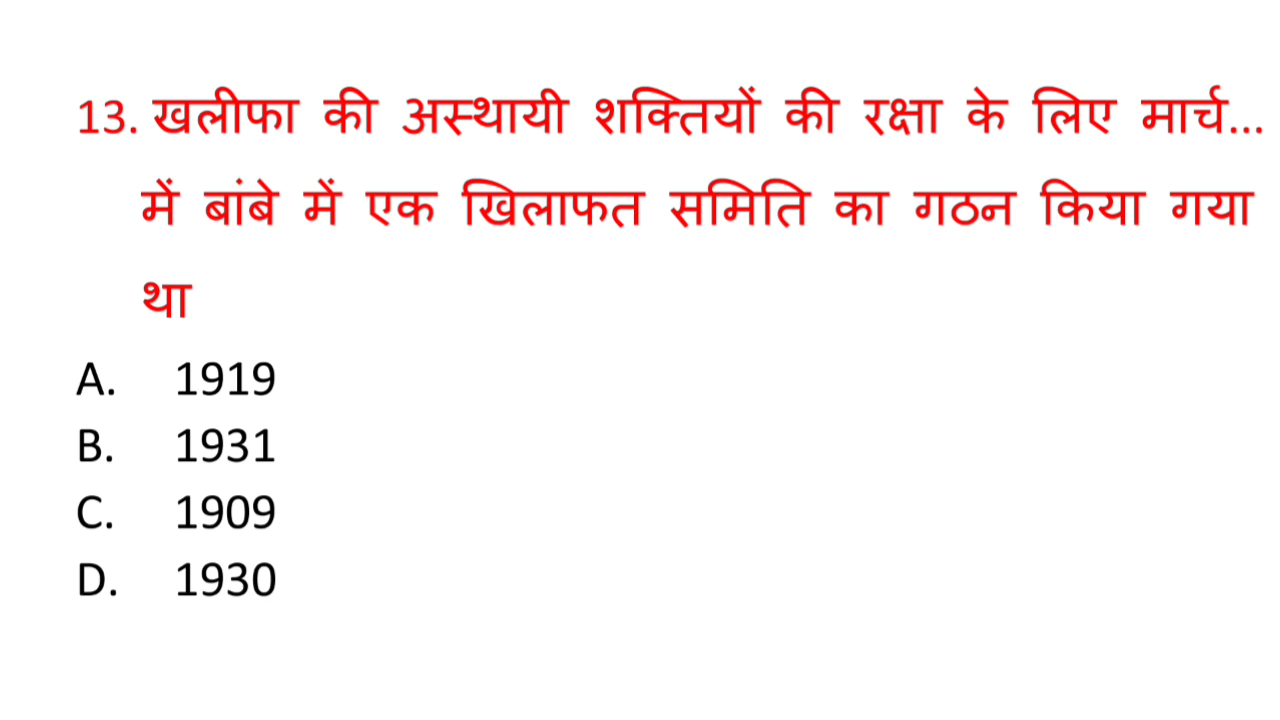 13. खलीफा की अस्थायी शक्तियों की रक्षा के लिए मार्च...
में बांबे में एक खिलाफत समिति का गठन किया गया
था
A. 1919
B. 1931
C. 1909
D. 1930